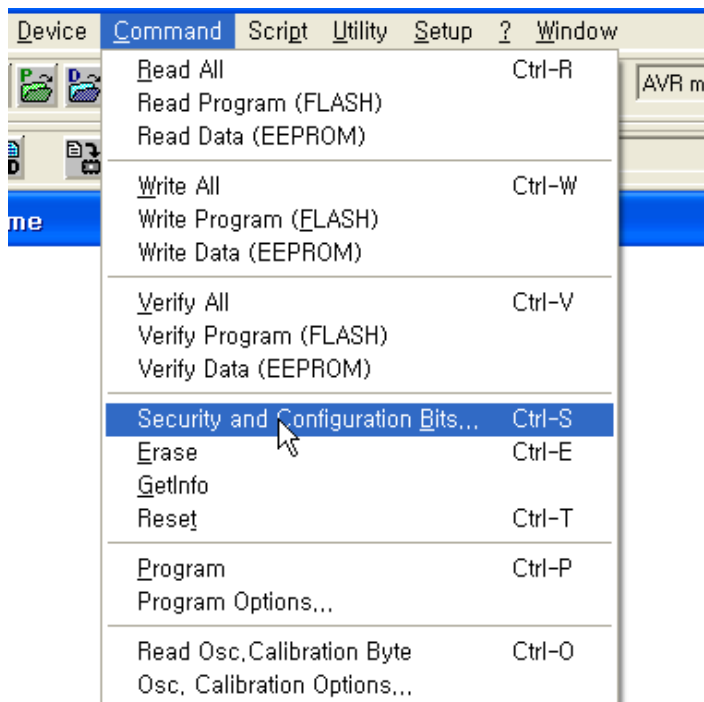 Device Command Script Utility Setup ? Window
Read All Ctrl-R
AVR m
Read Program (FLASH)
Read Data (EEPROM)
Write All Ctrl-W
Write Program (FLASH)
me
Write Data (EEPROM)
Verify All Ctrl-V
Verify Program (FLASH)
Verify Data (EEPROM)
Security and Configuration Bits... Ctrl-S
Erase Ctrl-E
GetInfo
Reset Ctrl-T
Program Ctrl-P
Program Options...
Read Osc.Calibration Byte Ctrl-O
Osc. Calibration Options...